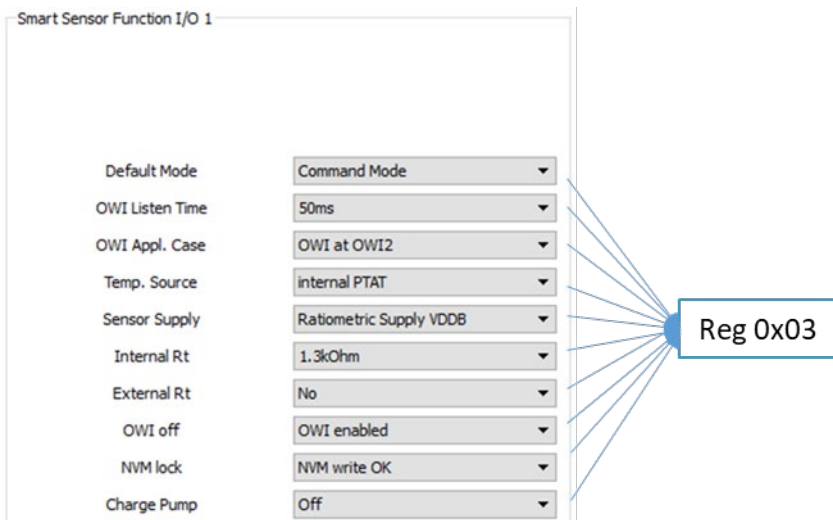 Smart Sensor Function I/O 1
Default Mode Command Mode
OWI Listen Time 50ms
OWI Appl. Case OWI at OWI2
Temp. Source internal PTAT
Sensor Supply Ratiometric Supply VDDB
Reg 0x03
Internal Rt 1.3kOhm
External Rt No
OWI off OWI enabled
NVM lock NVM write OK
Charge Pump Off